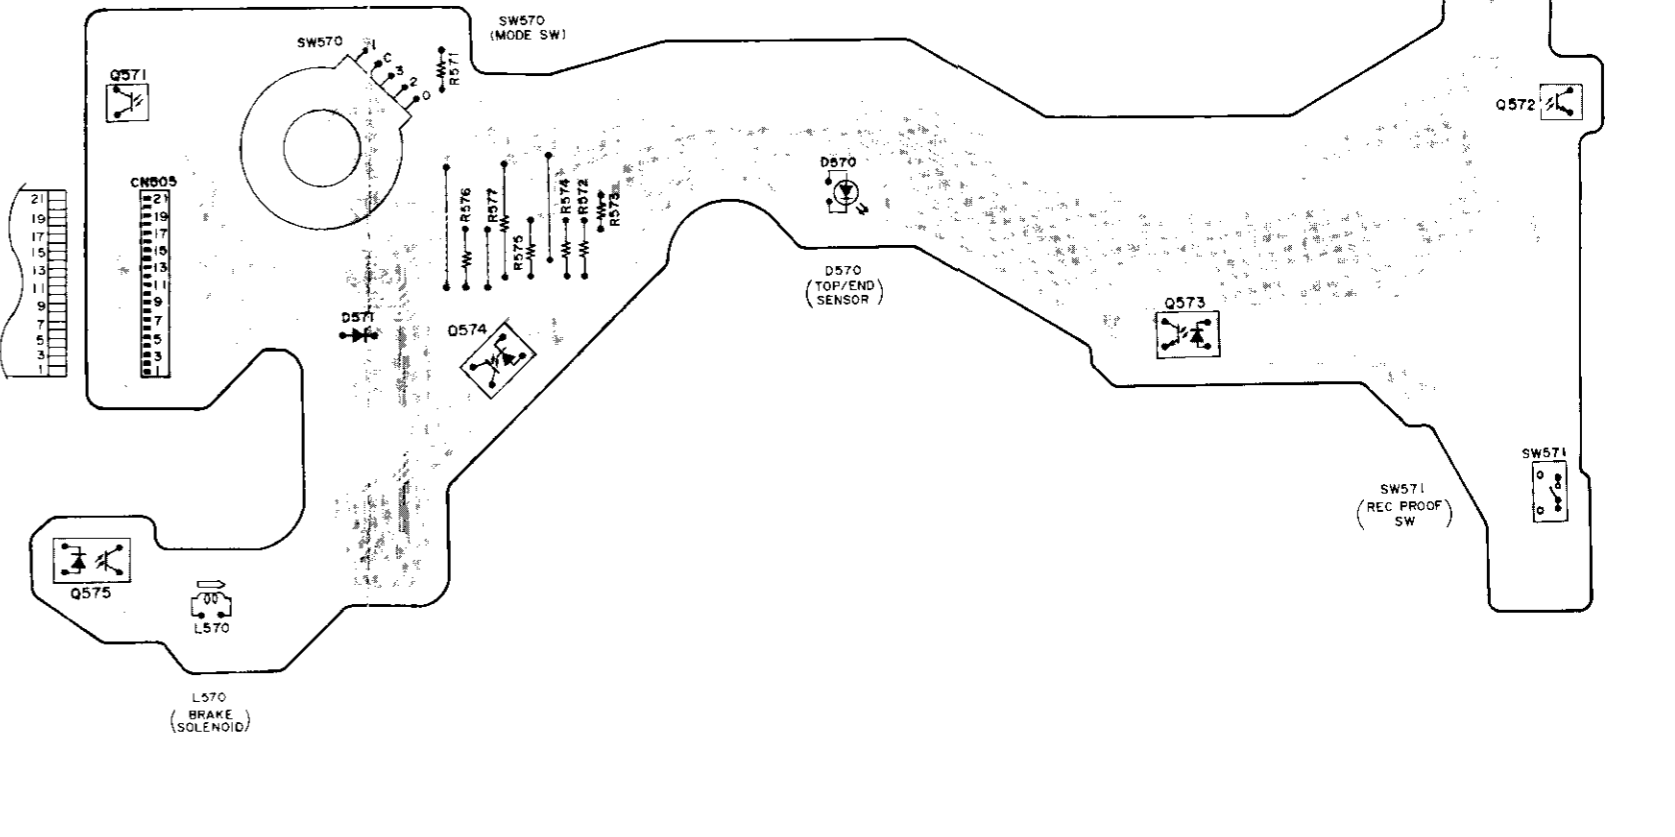 SW570
(MODE SW)
SW570
1
C
3
2
0
R571
Q571
Q572
CN505
21
19
17
15
13
11
9
7
5
3
1
21
19
17
15
13
11
9
7
5
3
1
R576
R577
R575
R574
R572
R573
D570
D570
(TOP/END
SENSOR)
D571
Q574
Q573
SW571
SW571
(REC PROOF
SW)
Q575
L570
L570
(BRAKE
SOLENOID)